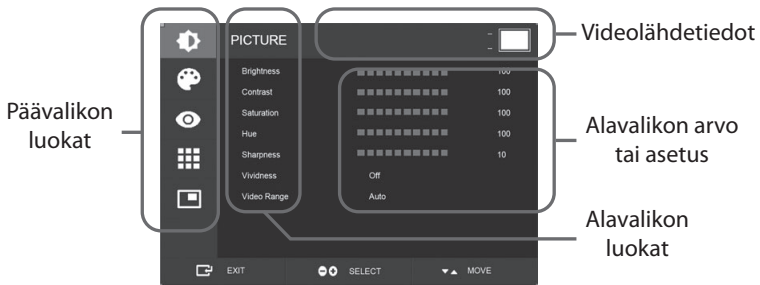 Videolähdetiedot
Päävalikon
luokat
PICTURE
Brightness 100
Contrast 100
Saturation 100
Hue 100
Sharpness 10
Vividness Off
Video Range Auto
EXIT SELECT MOVE
Alavalikon arvo
tai asetus
Alavalikon
luokat